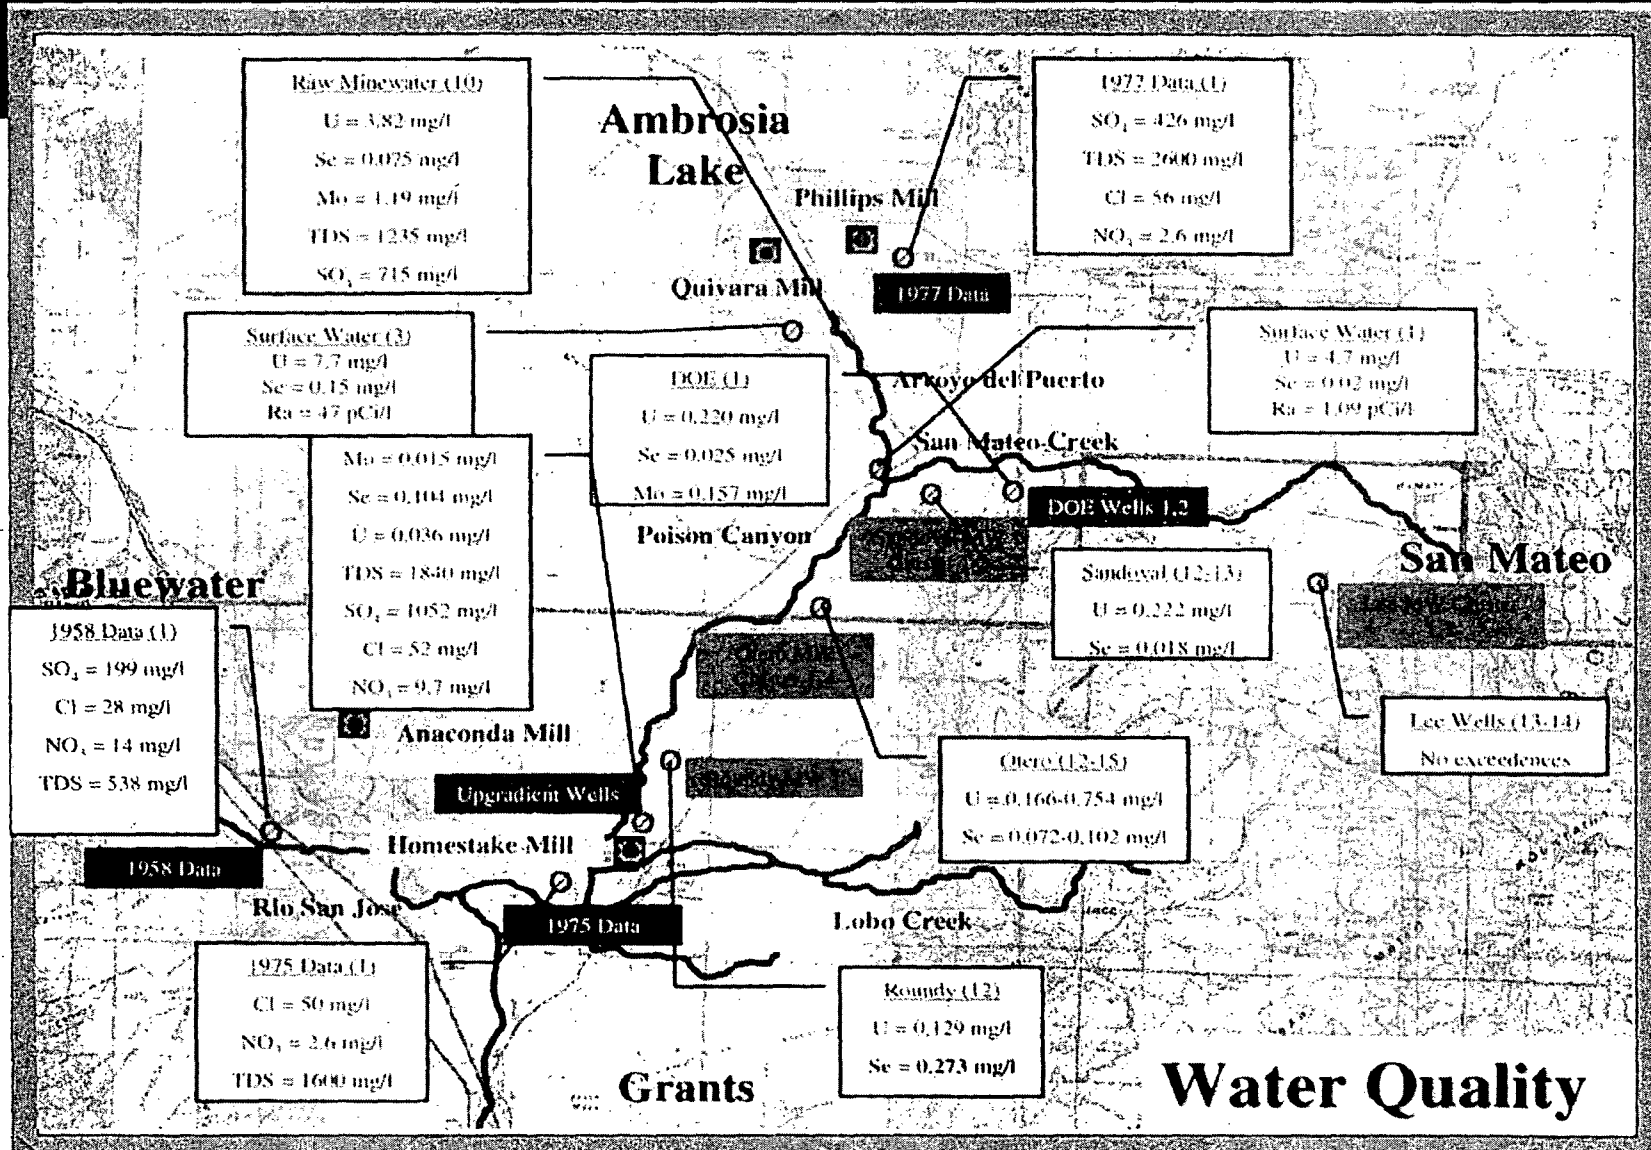 Raw Minewater (10)
U = 3.82 mg/l
Se = 0.075 mg/l
Mo = 1.19 mg/l
TDS = 1235 mg/l
SO₄ = 715 mg/l
Ambrosia
Lake
1977 Data (1)
SO₄ = 426 mg/l
TDS = 2600 mg/l
Cl = 56 mg/l
NO₃ = 2.6 mg/l
Phillips Mill
Quivara Mill
1977 Data
Surface Water (3)
U = 7.7 mg/l
Se = 0.15 mg/l
Ra = 47 pCi/l
DOE (1)
U = 0.220 mg/l
Se = 0.025 mg/l
Mo = 0.157 mg/l
Surface Water (1)
U = 4.7 mg/l
Se = 0.02 mg/l
Ra = 1.09 pCi/l
Arroyo del Puerto
San Mateo Creek
Mo = 0.015 mg/l
Se = 0.104 mg/l
U = 0.036 mg/l
TDS = 1840 mg/l
SO₄ = 1052 mg/l
Cl = 52 mg/l
NO₃ = 9.7 mg/l
DOE Wells 1,2
Poison Canyon
San Mateo
Bluewater
Sandoval (12-13)
U = 0.222 mg/l
Se = 0.018 mg/l
1958 Data (1)
SO₄ = 199 mg/l
Cl = 28 mg/l
NO₃ = 14 mg/l
TDS = 538 mg/l
Lee Wells (13-14)
No exceedences
Anaconda Mill
Upgradient Wells
Otero (12-15)
U = 0.166-0.754 mg/l
Se = 0.072-0.102 mg/l
Homestake Mill
1958 Data
Rio San Jose
1975 Data
Lobo Creek
1975 Data (1)
Cl = 50 mg/l
NO₃ = 2.6 mg/l
TDS = 1600 mg/l
Roundy (12)
U = 0.129 mg/l
Se = 0.273 mg/l
Grants
Water Quality